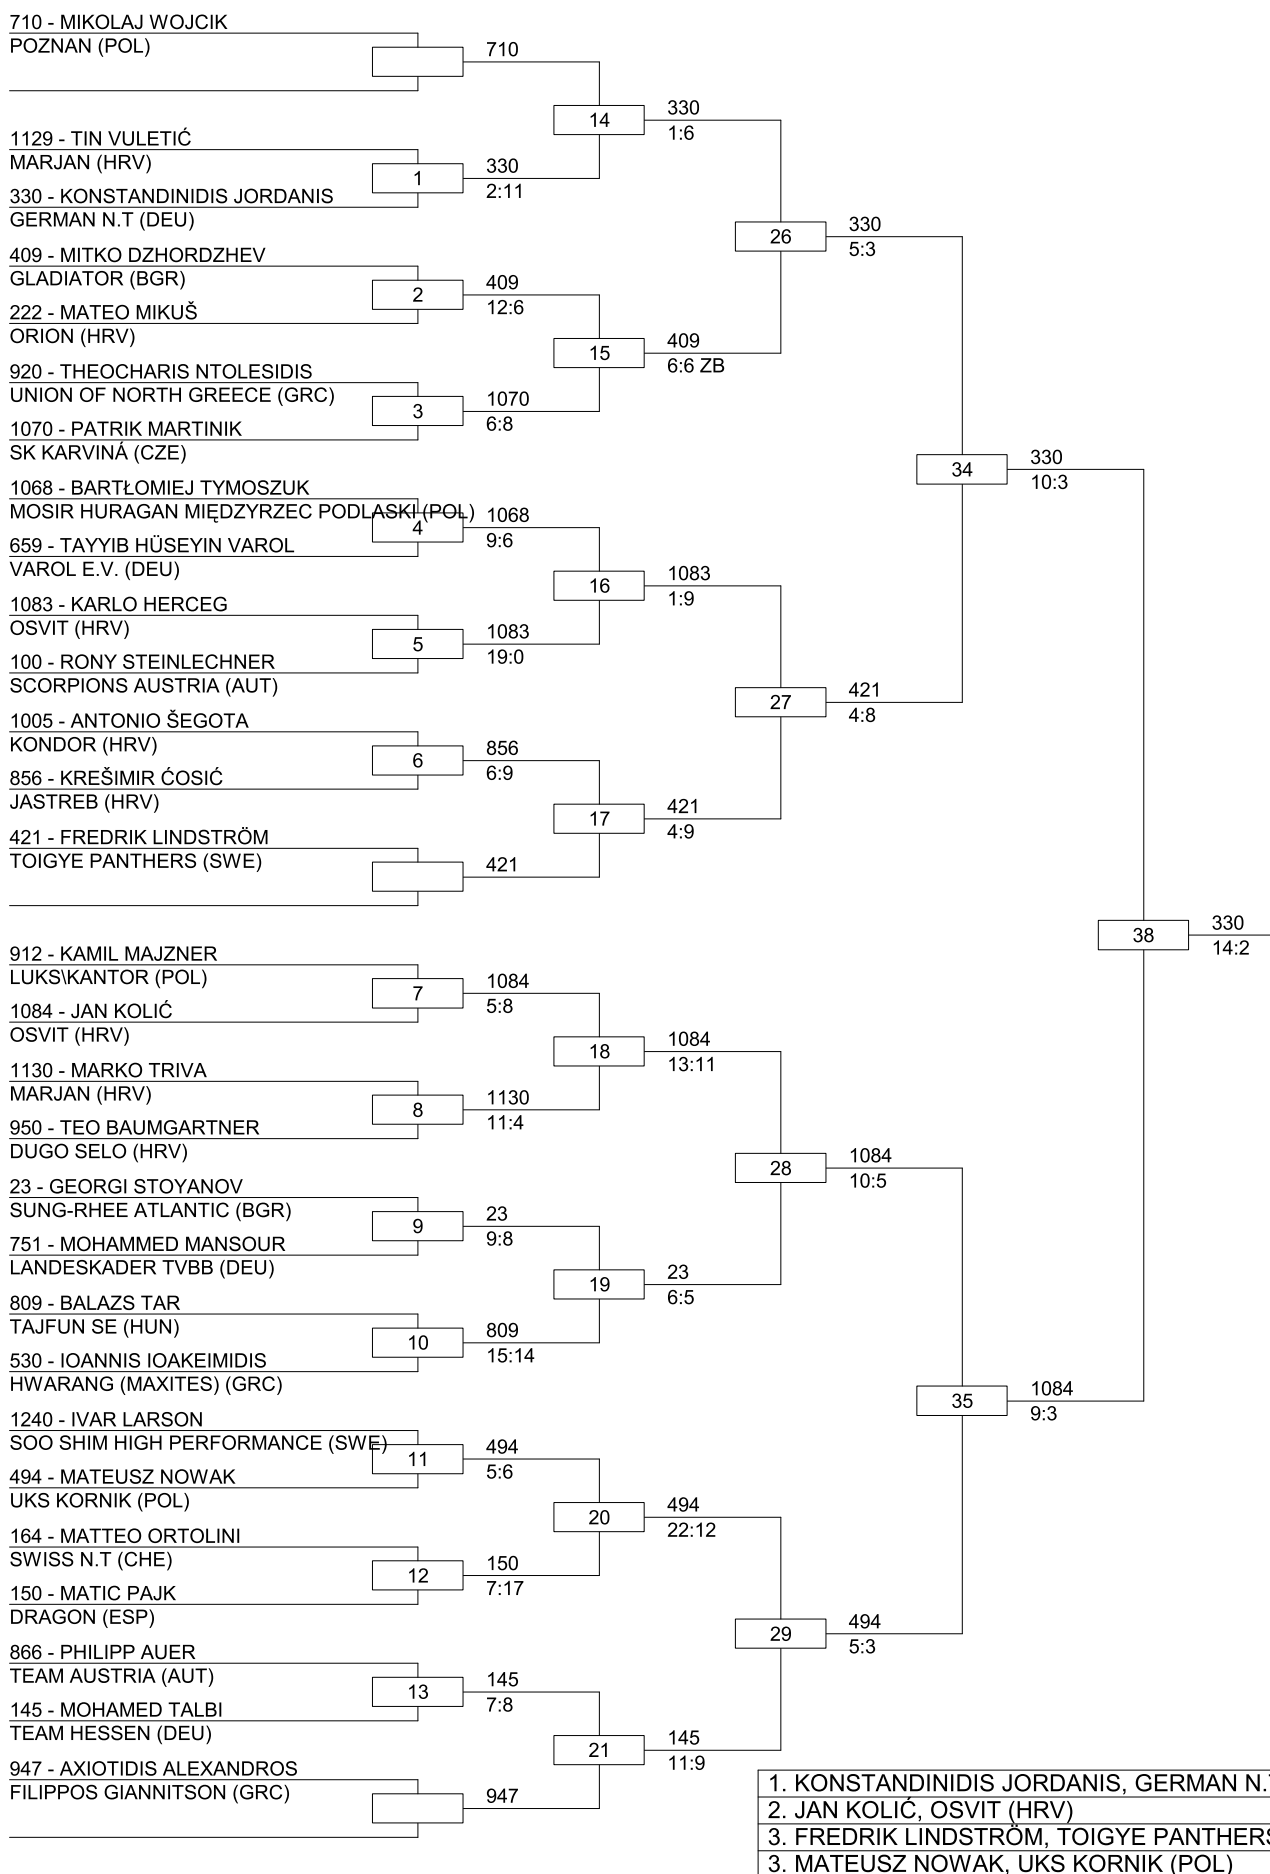 710 - MIKOLAJ WOJCIK
POZNAN (POL)
710
1129 - TIN VULETIĆ
MARJAN (HRV)
330 - KONSTANDINIDIS JORDANIS
GERMAN N.T (DEU)
1
330
2:11
14
330
1:6
409 - MITKO DZHORDZHEV
GLADIATOR (BGR)
222 - MATEO MIKUŠ
ORION (HRV)
2
409
12:6
920 - THEOCHARIS NTOLESIDIS
UNION OF NORTH GREECE (GRC)
1070 - PATRIK MARTINIK
SK KARVINÁ (CZE)
3
1070
6:8
15
409
6:6 ZB
26
330
5:3
1068 - BARTŁOMIEJ TYMOSZUK
MOSIR HURAGAN MIĘDZYRZEC PODLASKI (POL)
659 - TAYYIB HÜSEYIN VAROL
VAROL E.V. (DEU)
4
1068
9:6
1083 - KARLO HERCEG
OSVIT (HRV)
100 - RONY STEINLECHNER
SCORPIONS AUSTRIA (AUT)
5
1083
19:0
16
1083
1:9
1005 - ANTONIO ŠEGOTA
KONDOR (HRV)
856 - KREŠIMIR ĆOSIĆ
JASTREB (HRV)
6
856
6:9
421 - FREDRIK LINDSTRÖM
TOIGYE PANTHERS (SWE)
421
17
421
4:9
27
421
4:8
34
330
10:3
912 - KAMIL MAJZNER
LUKS\KANTOR (POL)
1084 - JAN KOLIĆ
OSVIT (HRV)
7
1084
5:8
1130 - MARKO TRIVA
MARJAN (HRV)
950 - TEO BAUMGARTNER
DUGO SELO (HRV)
8
1130
11:4
18
1084
13:11
23 - GEORGI STOYANOV
SUNG-RHEE ATLANTIC (BGR)
751 - MOHAMMED MANSOUR
LANDESKADER TVBB (DEU)
9
23
9:8
809 - BALAZS TAR
TAJFUN SE (HUN)
530 - IOANNIS IOAKEIMIDIS
HWARANG (MAXITES) (GRC)
10
809
15:14
19
23
6:5
28
1084
10:5
1240 - IVAR LARSON
SOO SHIM HIGH PERFORMANCE (SWE)
494 - MATEUSZ NOWAK
UKS KORNIK (POL)
11
494
5:6
164 - MATTEO ORTOLINI
SWISS N.T (CHE)
150 - MATIC PAJK
DRAGON (ESP)
12
150
7:17
20
494
22:12
866 - PHILIPP AUER
TEAM AUSTRIA (AUT)
145 - MOHAMED TALBI
TEAM HESSEN (DEU)
13
145
7:8
947 - AXIOTIDIS ALEXANDROS
FILIPPOS GIANNITSON (GRC)
947
21
145
11:9
29
494
5:3
35
1084
9:3
38
330
14:2
1. KONSTANDINIDIS JORDANIS, GERMAN N.
2. JAN KOLIĆ, OSVIT (HRV)
3. FREDRIK LINDSTRÖM, TOIGYE PANTHERS
3. MATEUSZ NOWAK, UKS KORNIK (POL)